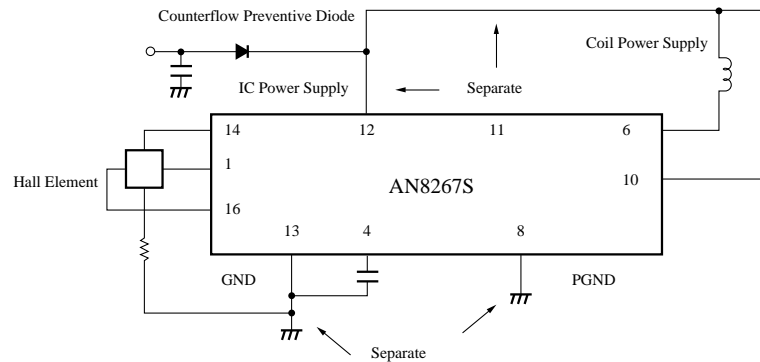 Counterflow Preventive Diode
Coil Power Supply
IC Power Supply
Separate
14
12
11
6
1
Hall Element
AN8267S
10
16
13
4
8
GND
PGND
Separate